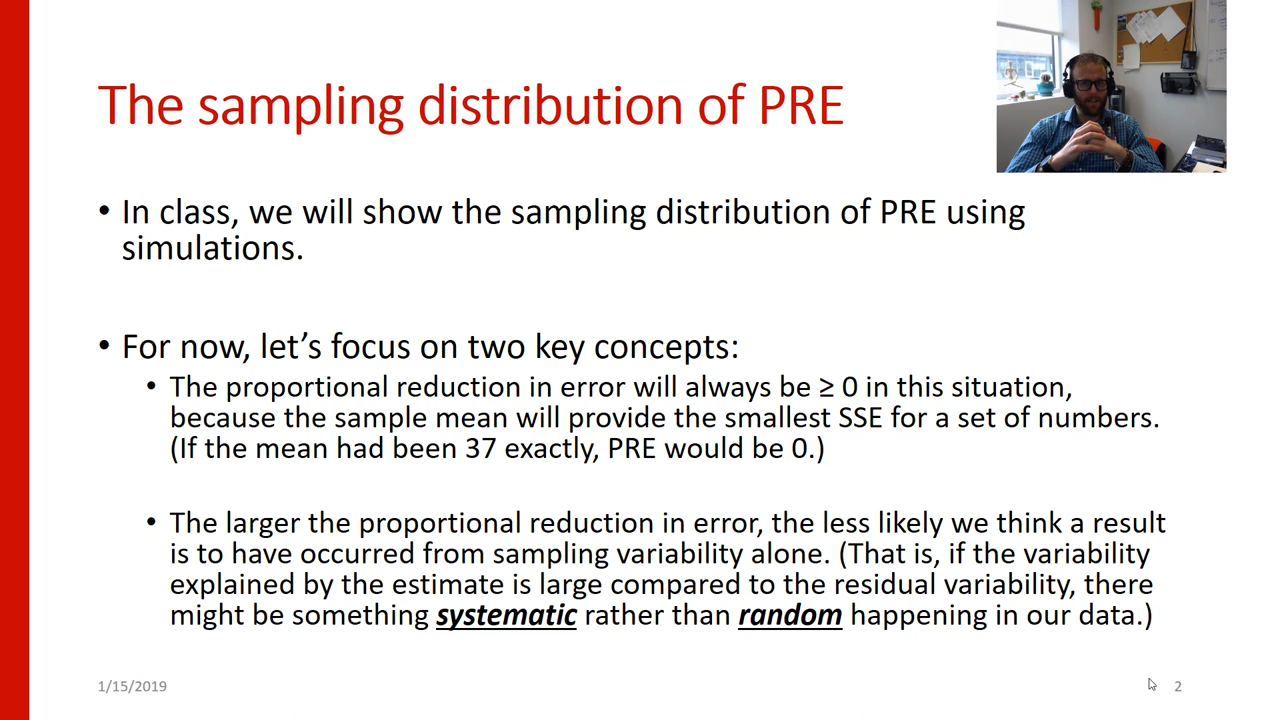 The sampling distribution of PRE
• In class, we will show the sampling distribution of PRE using
simulations.
• For now, let's focus on two key concepts:
• The proportional reduction in error will always be ≥ 0 in this situation,
because the sample mean will provide the smallest SSE for a set of numbers.
(If the mean had been 37 exactly, PRE would be 0.)
• The larger the proportional reduction in error, the less likely we think a result
is to have occurred from sampling variability alone. (That is, if the variability
explained by the estimate is large compared to the residual variability, there
might be something systematic rather than random happening in our data.)
1/15/2019
2